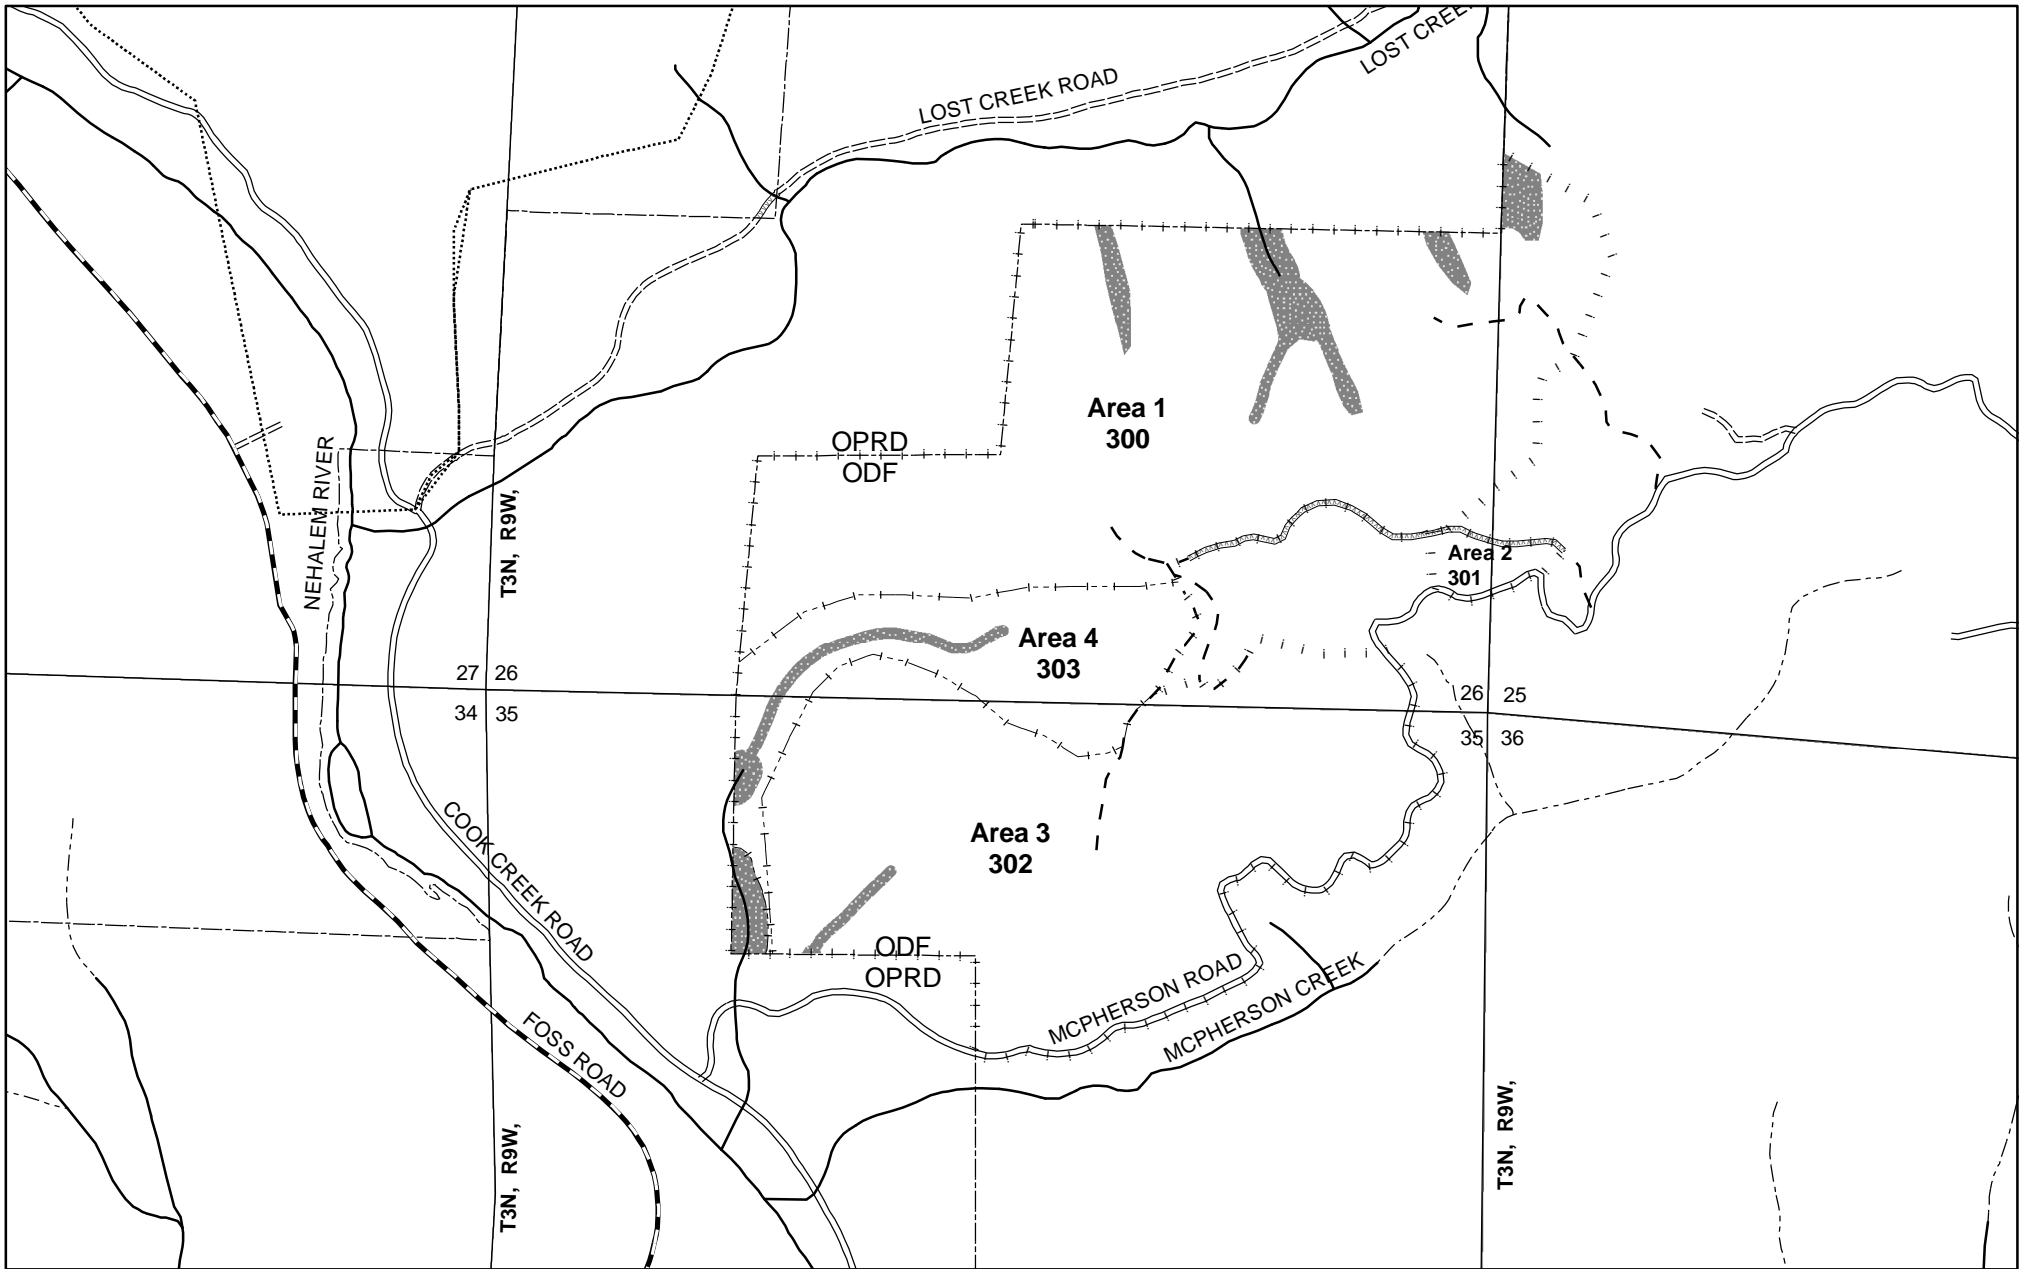 LOST CREEK ROAD
LOST CREE
Area 1
300
OPRD
ODF
NEHALEM RIVER
T3N, R9W,
Area 2
301
Area 4
303
27 26
34 35
26 25
35 36
COOK CREEK ROAD
Area 3
302
ODF
OPRD
MCPHERSON ROAD
MCPHERSON CREEK
FOSS ROAD
T3N, R9W,
T3N, R9W,